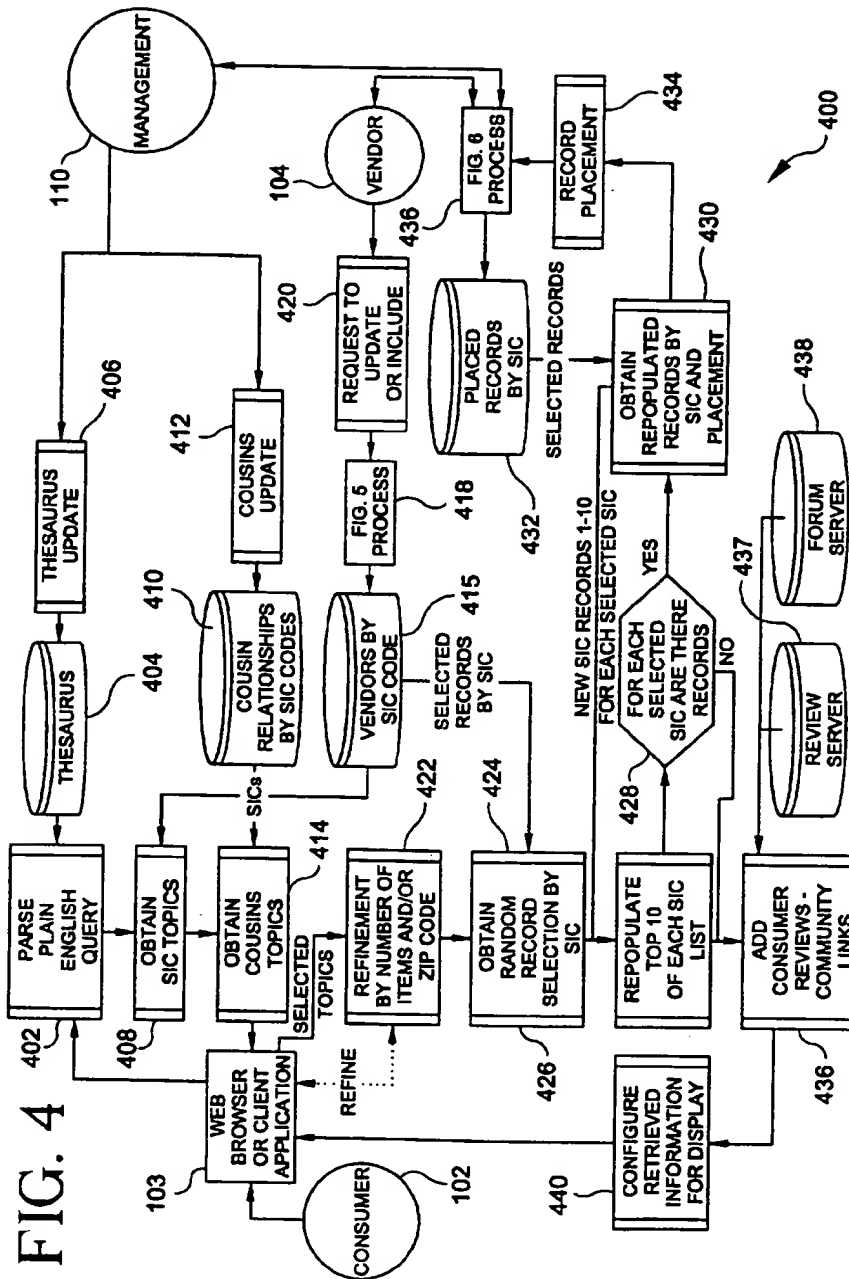 FIG. 4
MANAGEMENT
110
THESAURUS
UPDATE
406
THESAURUS
404
PARSE
PLAIN
ENGLISH
QUERY
402
COUSINS
UPDATE
412
COUSIN
RELATIONSHIPS
BY SIC CODES
410
SICs
OBTAIN
SIC TOPICS
408
VENDOR
104
REQUEST TO
UPDATE
OR INCLUDE
420
FIG. 5
PROCESS
418
VENDORS BY
SIC CODE
415
OBTAIN
COUSINS
TOPICS
414
WEB
BROWSER
OR CLIENT
APPLICATION
103
CONSUMER
102
SELECTED
TOPICS
REFINE
REFINEMENT
BY NUMBER OF
ITEMS AND/OR
ZIP CODE
422
SELECTED
RECORDS
BY SIC
FIG. 6
PROCESS
436
PLACED
RECORDS
BY SIC
432
SELECTED RECORDS
RECORD
PLACEMENT
434
OBTAIN
RANDOM
RECORD
SELECTION BY
SIC
424
426
NEW SIC RECORDS 1-10
FOR EACH SELECTED SIC
OBTAIN
REPOPULATED
RECORDS BY
SIC AND
PLACEMENT
430
REPOPULATE
TOP 10
OF EACH SIC
LIST
FOR EACH
SELECTED
SIC ARE THERE
RECORDS
428
YES
NO
CONFIGURE
RETRIEVED
INFORMATION
FOR DISPLAY
440
ADD
CONSUMER
REVIEWS -
COMMUNITY
LINKS
436
REVIEW
SERVER
437
FORUM
SERVER
438
400